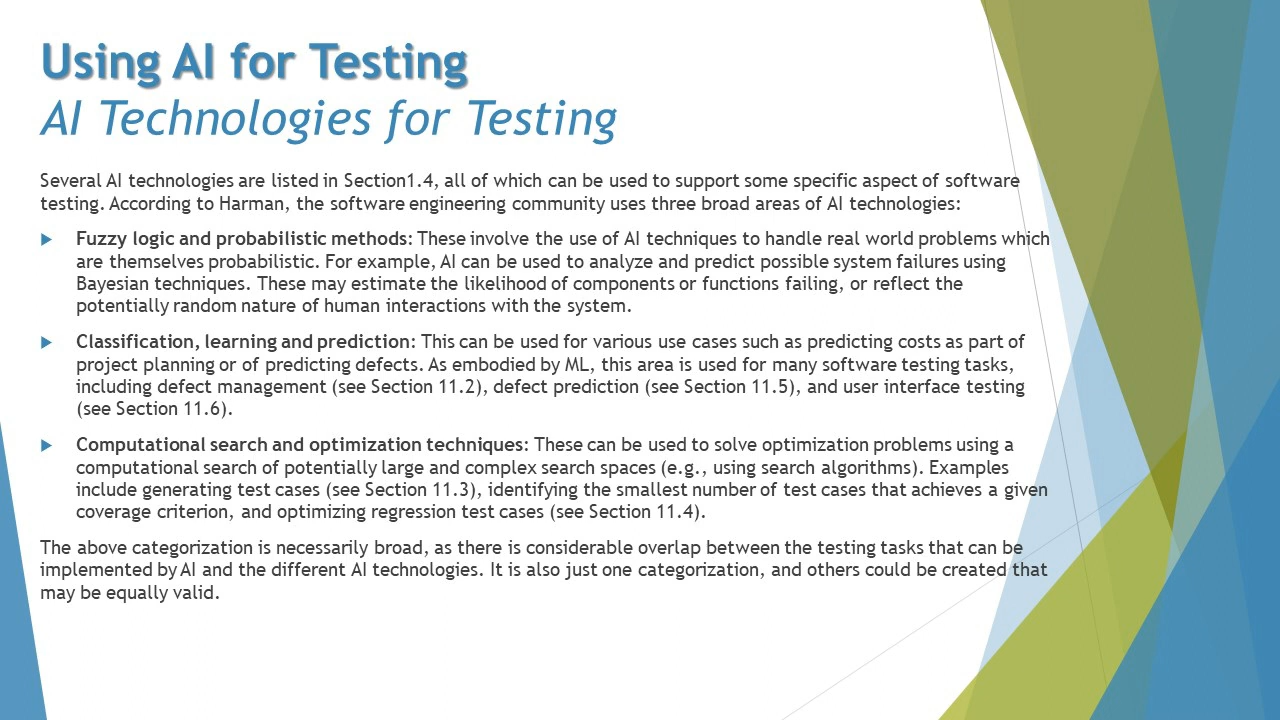 Using AI for Testing
AI Technologies for Testing
Several AI technologies are listed in Section1.4, all of which can be used to support some specific aspect of software
testing. According to Harman, the software engineering community uses three broad areas of AI technologies:
Fuzzy logic and probabilistic methods: These involve the use of AI techniques to handle real world problems which
are themselves probabilistic. For example, AI can be used to analyze and predict possible system failures using
Bayesian techniques. These may estimate the likelihood of components or functions failing, or reflect the
potentially random nature of human interactions with the system.
Classification, learning and prediction: This can be used for various use cases such as predicting costs as part of
project planning or of predicting defects. As embodied by ML, this area is used for many software testing tasks,
including defect management (see Section 11.2), defect prediction (see Section 11.5), and user interface testing
(see Section 11.6).
Computational search and optimization techniques: These can be used to solve optimization problems using a
computational search of potentially large and complex search spaces (e.g., using search algorithms). Examples
include generating test cases (see Section 11.3), identifying the smallest number of test cases that achieves a given
coverage criterion, and optimizing regression test cases (see Section 11.4).
The above categorization is necessarily broad, as there is considerable overlap between the testing tasks that can be
implemented by AI and the different AI technologies. It is also just one categorization, and others could be created that
may be equally valid.